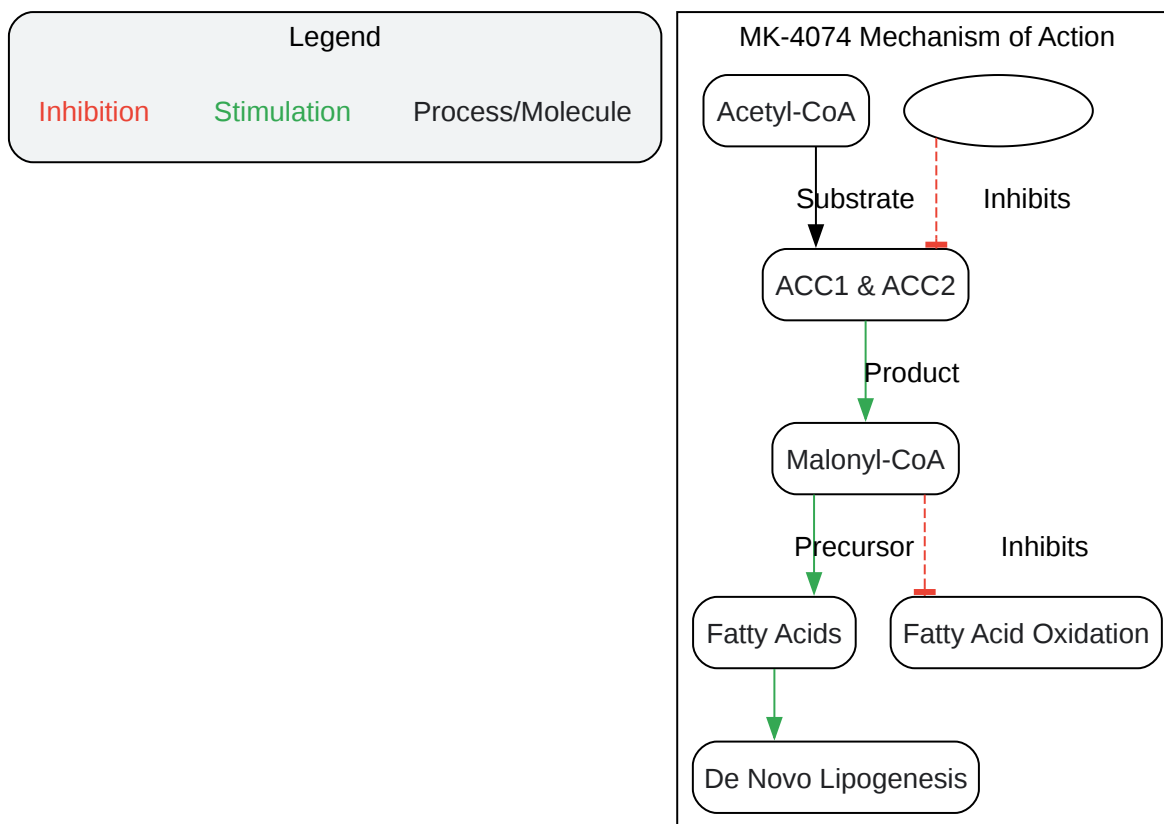 Legend
Inhibition
Stimulation
Process/Molecule
MK-4074 Mechanism of Action
Acetyl-CoA
Substrate
Inhibits
ACC1 & ACC2
Product
Malonyl-CoA
Precursor
Inhibits
Fatty Acids
Fatty Acid Oxidation
De Novo Lipogenesis